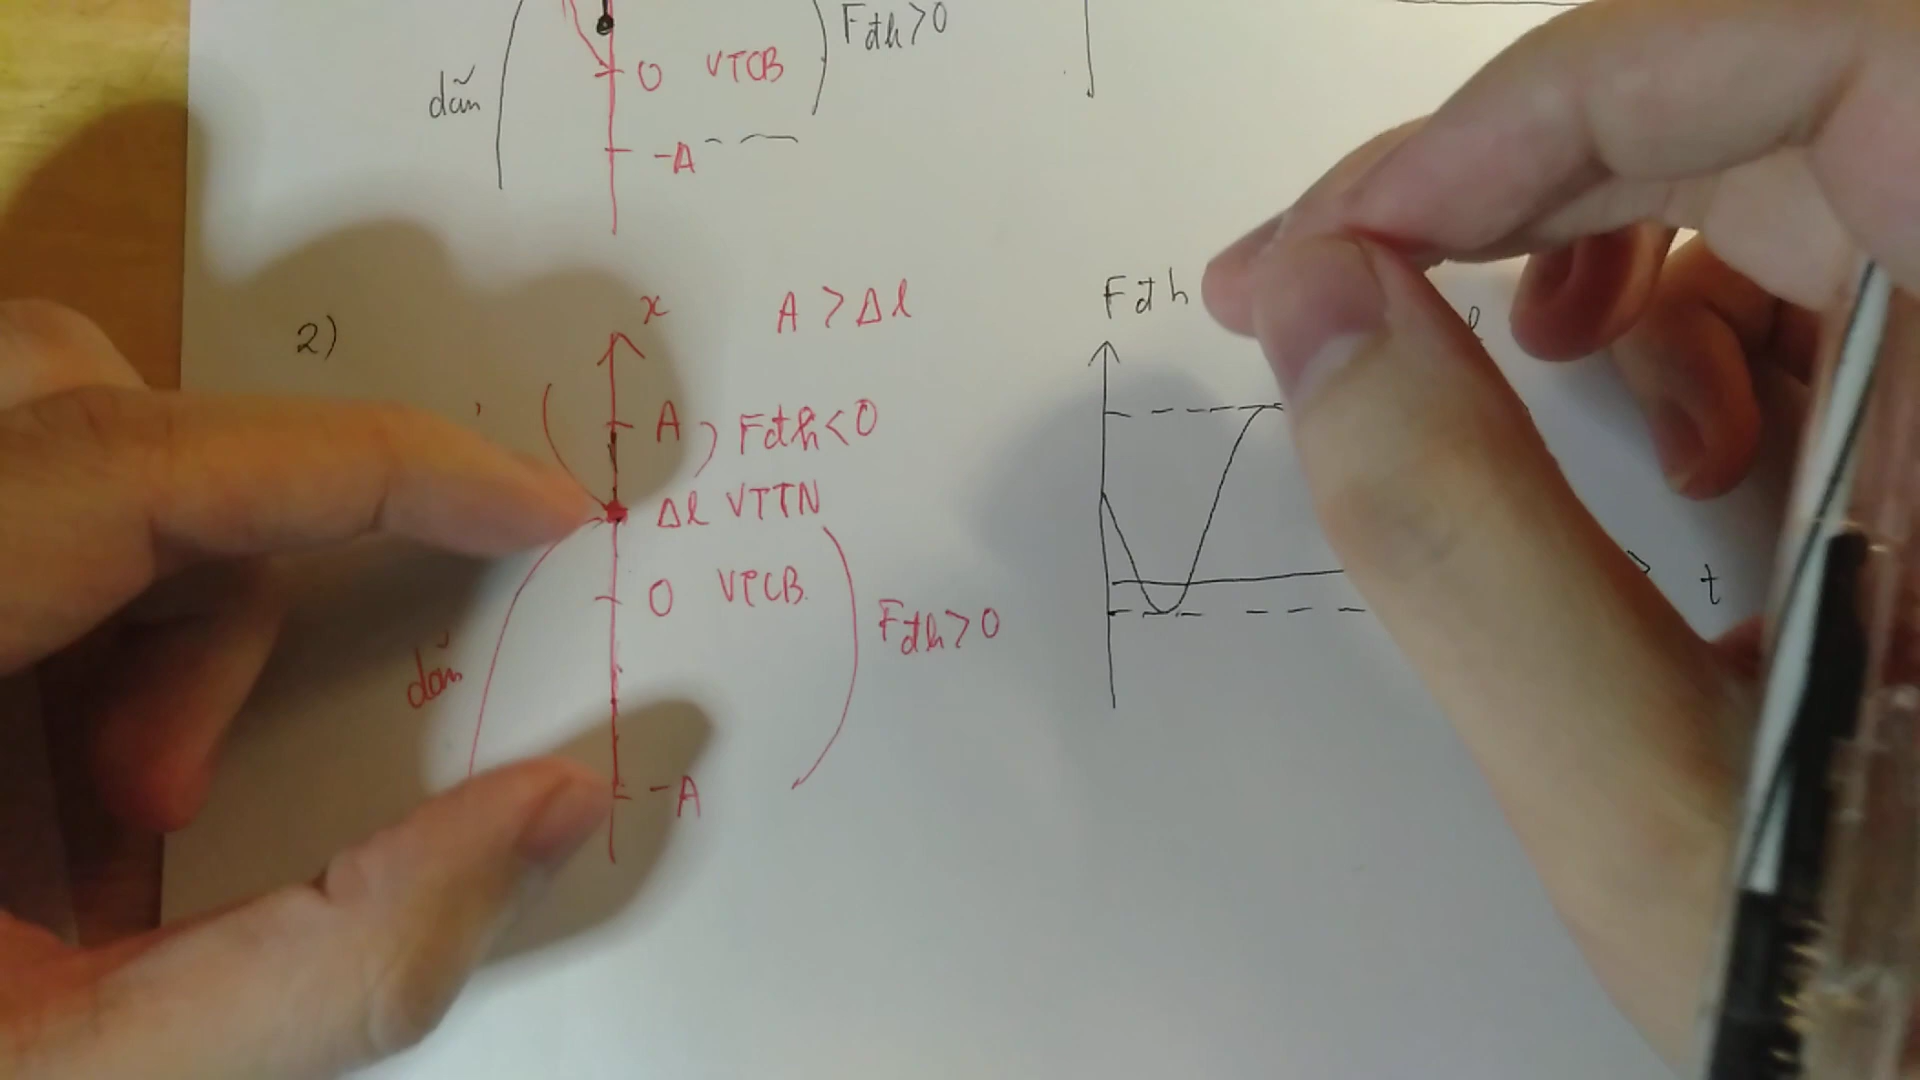 Fđh>0
O VTCB
dãn
-A
2)
x
A > Δl
Fđh
A
Fđh<0
Δl VTTN
O VTCB
Fđh>0
t
dãn
-A